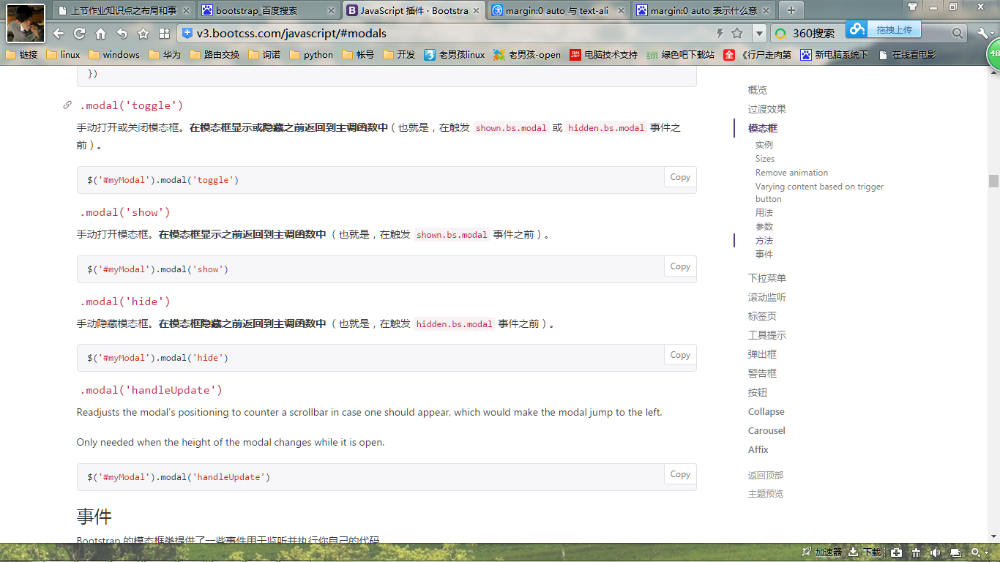 上节作业知识点之布局和事
bootstrap_百度搜索
JavaScript 插件 · Bootstra
margin:0 auto 与 text-ali
margin:0 auto 表示什么意
v3.bootcss.com/javascript/#modals
360搜索
拖拽上传
链接
linux
windows
华为
路由交换
询诺
python
帐号
开发
老男孩linux
老男孩-open
电脑技术支持
绿色吧下载站
《行尸走肉第
新电脑系统下
在线看电影
48
})
.modal('toggle')
手动打开或关闭模态框。在模态框显示或隐藏之前返回到主调函数中（也就是，在触发 shown.bs.modal 或 hidden.bs.modal 事件之
前）。
$('#myModal').modal('toggle')
Copy
.modal('show')
手动打开模态框。在模态框显示之前返回到主调函数中 （也就是，在触发 shown.bs.modal 事件之前）。
$('#myModal').modal('show')
Copy
.modal('hide')
手动隐藏模态框。在模态框隐藏之前返回到主调函数中 （也就是，在触发 hidden.bs.modal 事件之前）。
$('#myModal').modal('hide')
Copy
.modal('handleUpdate')
Readjusts the modal's positioning to counter a scrollbar in case one should appear, which would make the modal jump to the left.
Only needed when the height of the modal changes while it is open.
$('#myModal').modal('handleUpdate')
Copy
事件
Bootstrap 的模态框类提供了一些事件用于监听并执行你自己的代码
概览
过渡效果
模态框
实例
Sizes
Remove animation
Varying content based on trigger
button
用法
参数
方法
事件
下拉菜单
滚动监听
标签页
工具提示
弹出框
警告框
按钮
Collapse
Carousel
Affix
返回顶部
主题预览
加速器
下载